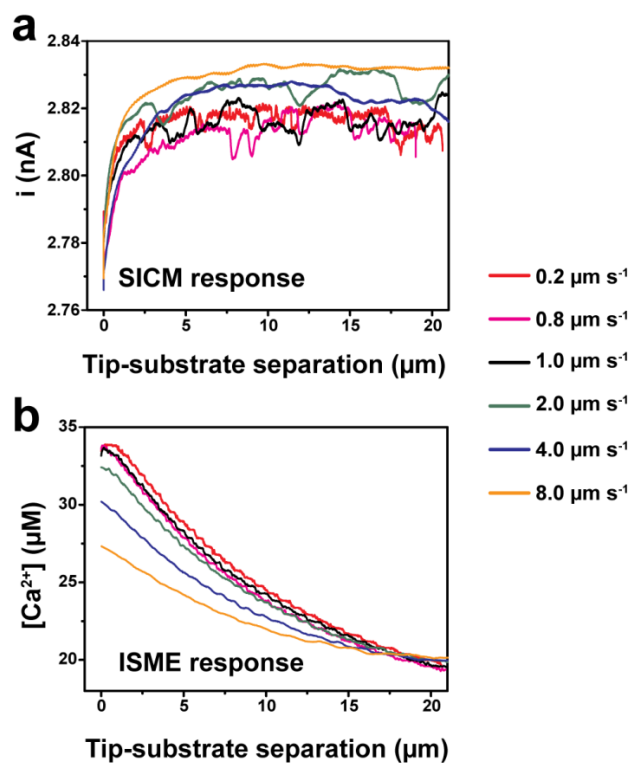 a
2.84
2.82
2.80
2.78
2.76
i (nA)
SICM response
0 5 10 15 20
Tip-substrate separation (µm)
0.2 µm s⁻¹
0.8 µm s⁻¹
1.0 µm s⁻¹
2.0 µm s⁻¹
4.0 µm s⁻¹
8.0 µm s⁻¹
b
35
30
25
20
[Ca²⁺] (µM)
ISME response
0 5 10 15 20
Tip-substrate separation (µm)